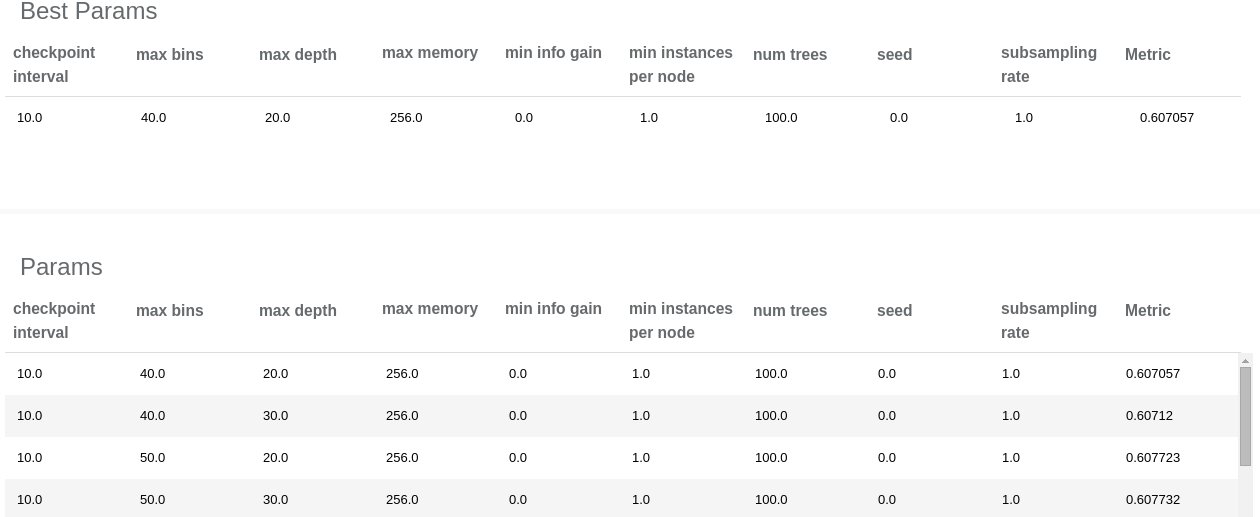 Best Params
checkpoint interval max bins max depth max memory min info gain min instances per node num trees seed subsampling rate Metric
10.0 40.0 20.0 256.0 0.0 1.0 100.0 0.0 1.0 0.607057
Params
checkpoint interval max bins max depth max memory min info gain min instances per node num trees seed subsampling rate Metric
10.0 40.0 20.0 256.0 0.0 1.0 100.0 0.0 1.0 0.607057
10.0 40.0 30.0 256.0 0.0 1.0 100.0 0.0 1.0 0.60712
10.0 50.0 20.0 256.0 0.0 1.0 100.0 0.0 1.0 0.607723
10.0 50.0 30.0 256.0 0.0 1.0 100.0 0.0 1.0 0.607732